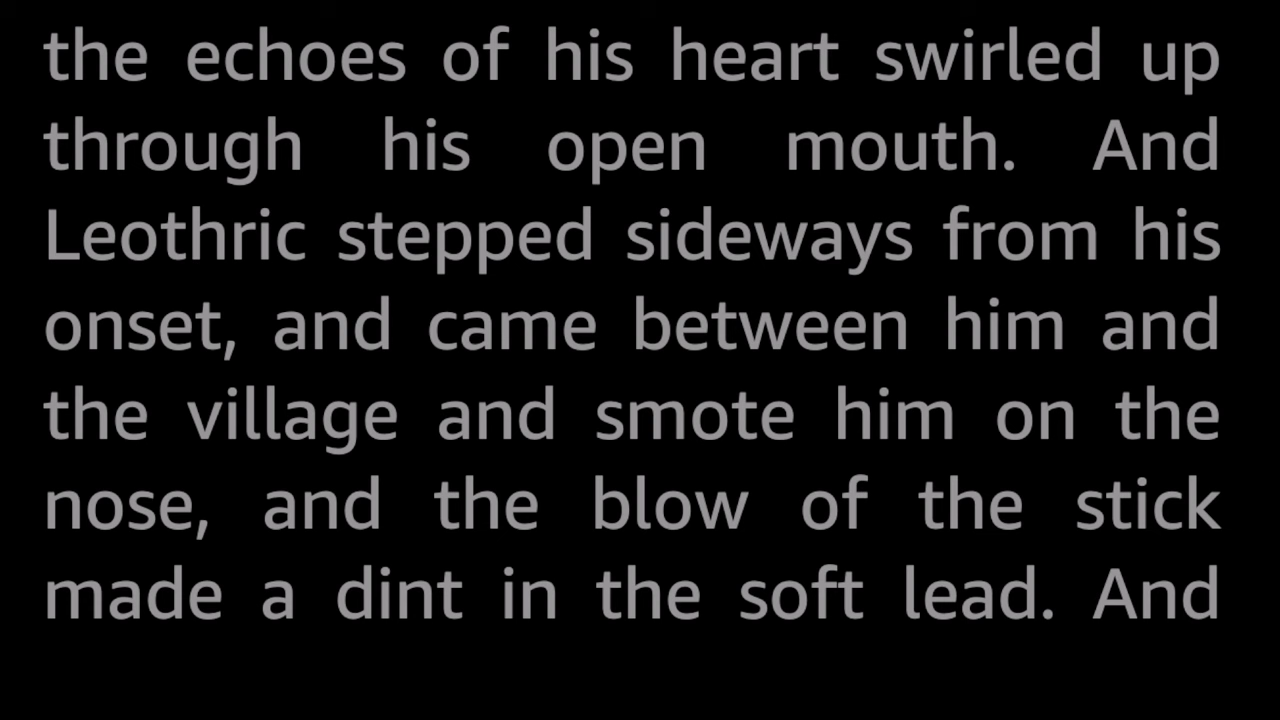 the echoes of his heart swirled up
through his open mouth. And
Leothric stepped sideways from his
onset, and came between him and
the village and smote him on the
nose, and the blow of the stick
made a dint in the soft lead. And